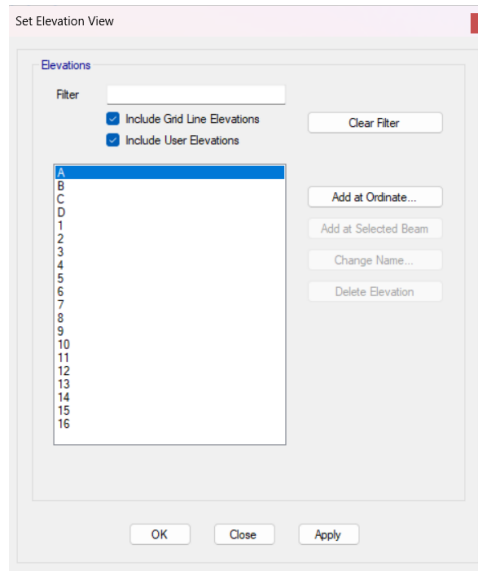 Set Elevation View
Elevations
Filter
Include Grid Line Elevations
Clear Filter
Include User Elevations
A
B
C
D
1
2
3
4
5
6
7
8
9
10
11
12
13
14
15
16
Add at Ordinate...
Add at Selected Beam
Change Name...
Delete Elevation
OK
Close
Apply